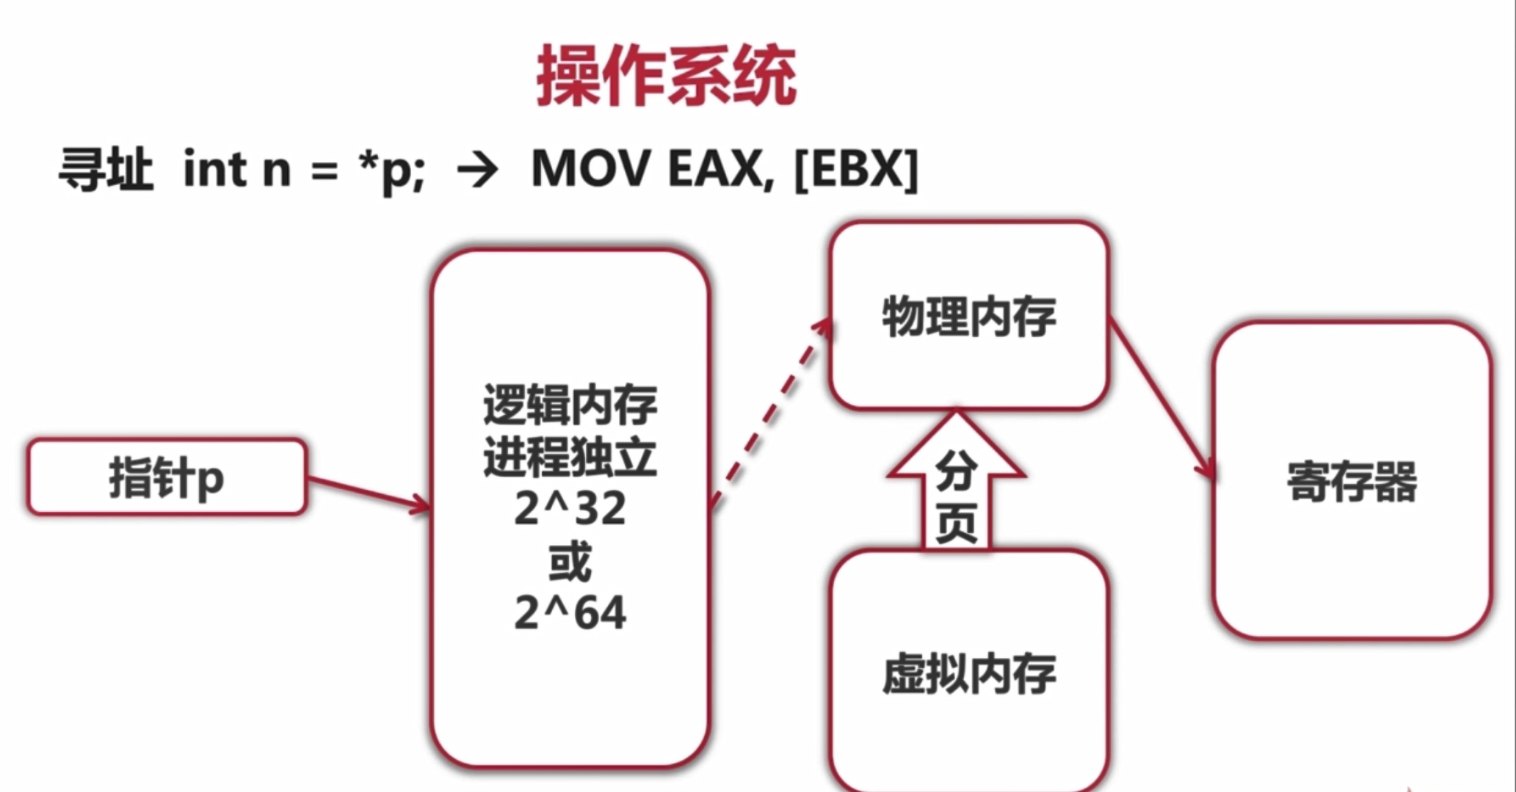 操作系统
寻址 int n = *p; → MOV EAX, [EBX]
指针p
逻辑内存
进程独立
2^32
或
2^64
物理内存
分
页
虚拟内存
寄存器